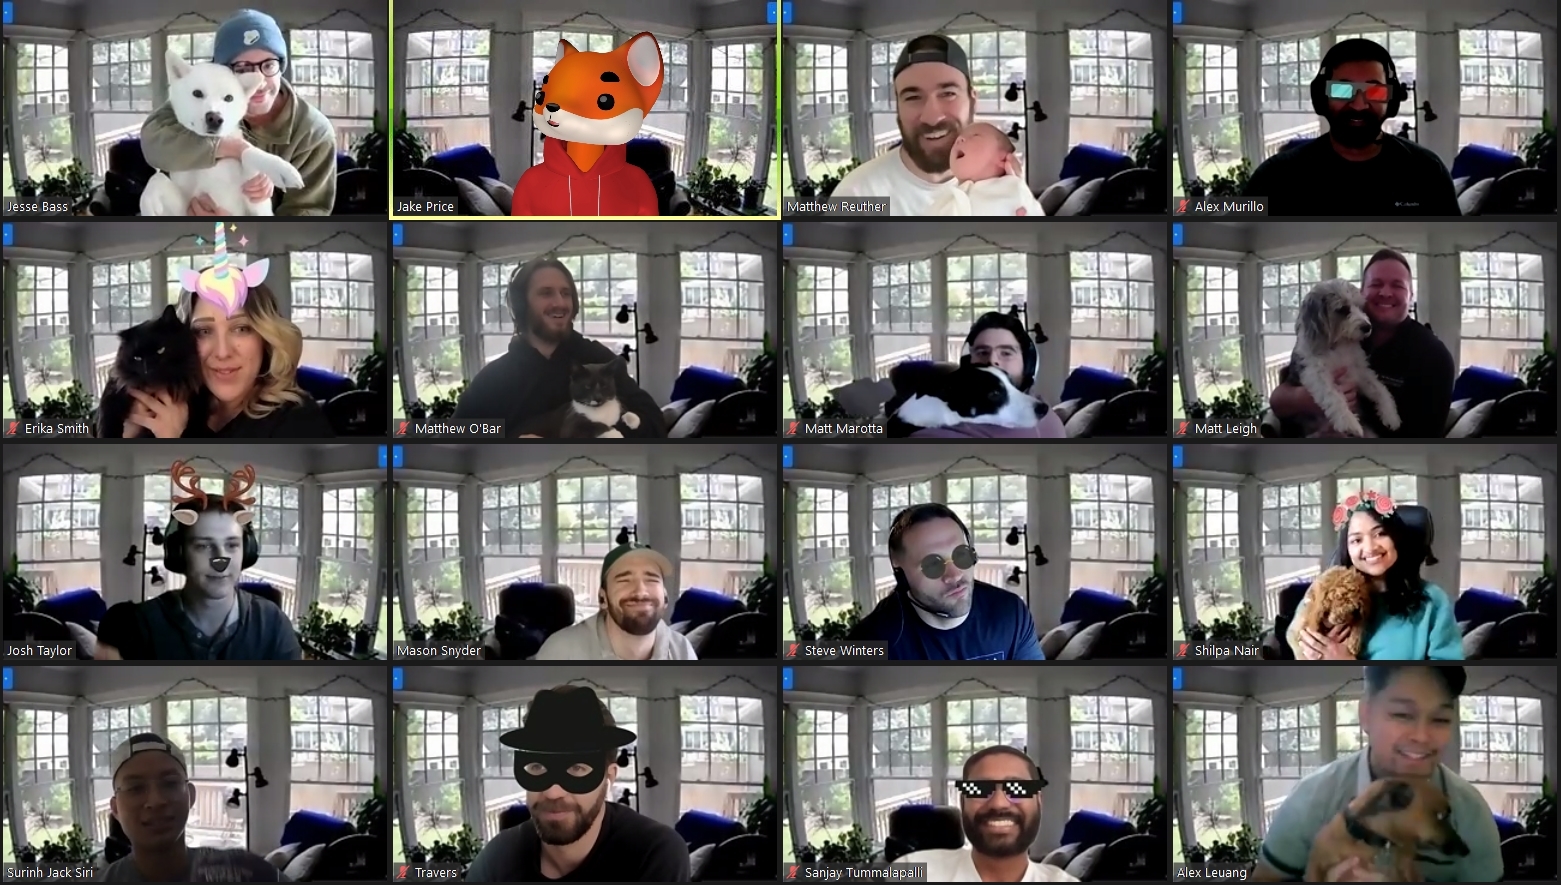 Jesse Bass
Jake Price
Matthew Reuther
Alex Murillo
Erika Smith
Matthew O'Bar
Matt Marotta
Matt Leigh
Josh Taylor
Mason Snyder
Steve Winters
Shilpa Nair
Surinh Jack Siri
Travers
Sanjay Tummalapalli
Alex Leuang